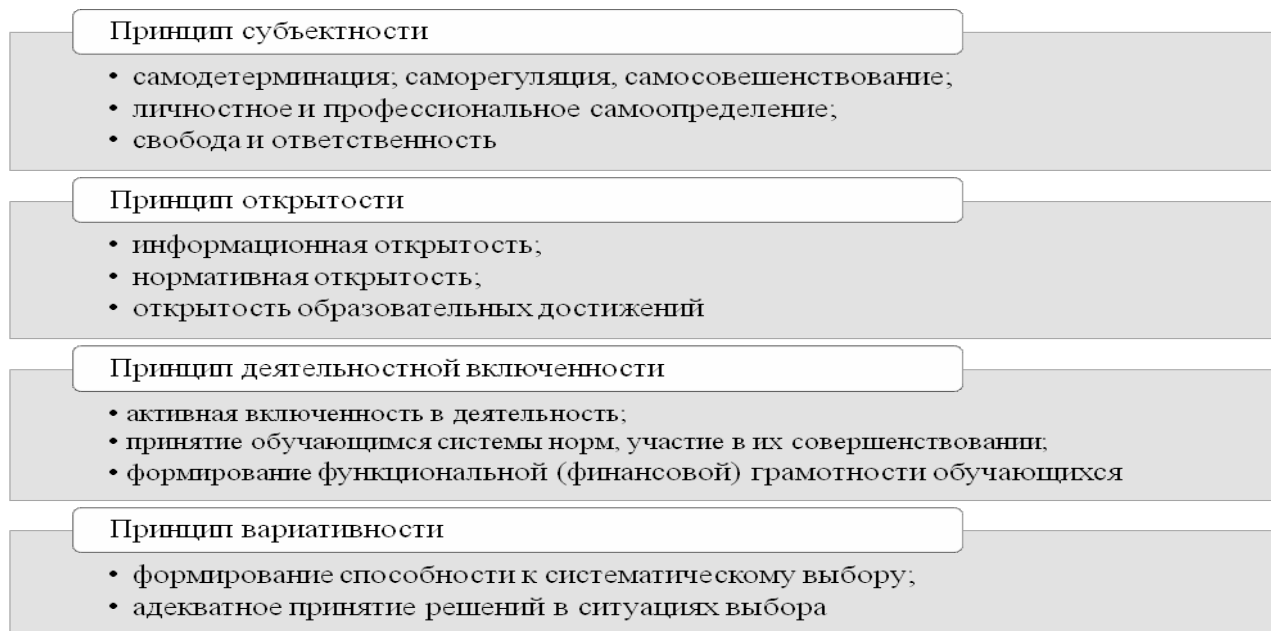 Принцип субъектности
• самодетерминация; саморегуляция, самосовешенствование;
• личностное и профессиональное самоопределение;
• свобода и ответственность
Принцип открытости
• информационная открытость;
• нормативная открытость;
• открытость образовательных достижений
Принцип деятельностной включенности
• активная включенность в деятельность;
• принятие обучающимся системы норм, участие в их совершенствовании;
• формирование функциональной (финансовой) грамотности обучающихся
Принцип вариативности
• формирование способности к систематическому выбору;
• адекватное принятие решений в ситуациях выбора